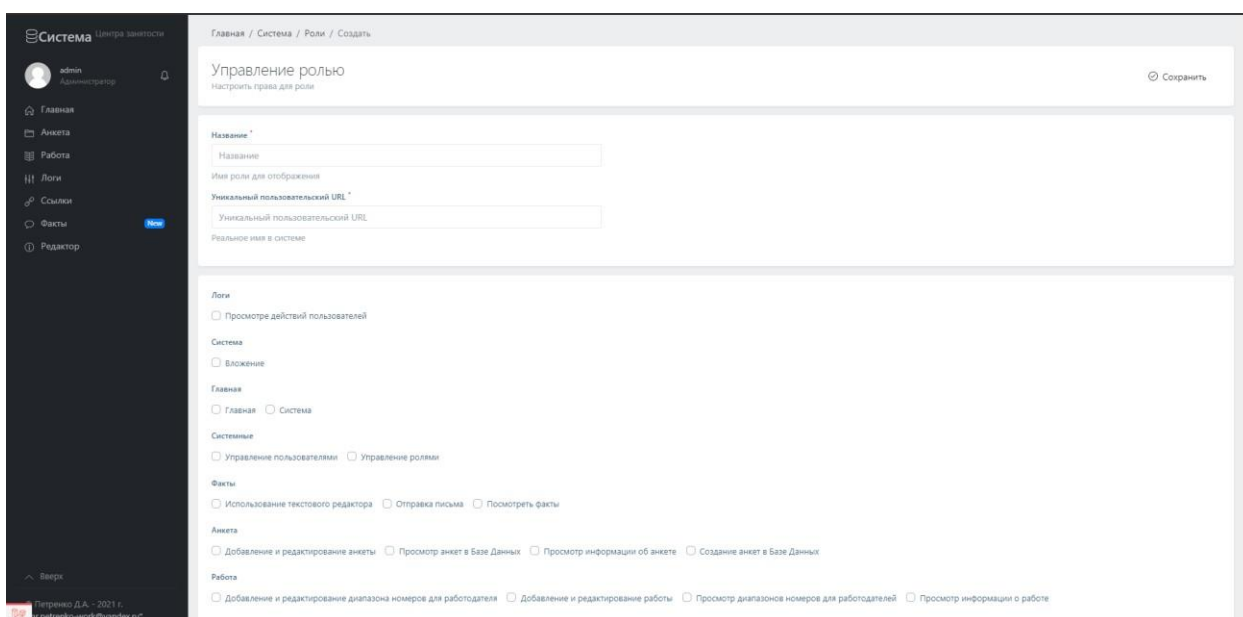 Система Центра занятости
admin
Администратор
Главная
Анкета
Работа
Логи
Ссылки
Факты New
Редактор
Вверх
© Петренко Д.А. - 2021 г.
Главная / Система / Роли / Создать
Управление ролью
Настроить права для роли
Сохранить
Название *
Название
Имя роли для отображения
Уникальный пользовательский URL *
Уникальный пользовательский URL
Реальное имя в системе
Логи
Просмотре действий пользователей
Система
Вложение
Главная
Главная Система
Системные
Управление пользователями Управление ролями
Факты
Использование текстового редактора Отправка письма Посмотреть факты
Анкета
Добавление и редактирование анкеты Просмотр анкет в Базе Данных Просмотр информации об анкете Создание анкет в Базе Данных
Работа
Добавление и редактирование диапазона номеров для работодателя Добавление и редактирование работы Просмотр диапазонов номеров для работодателей Просмотр информации о работе